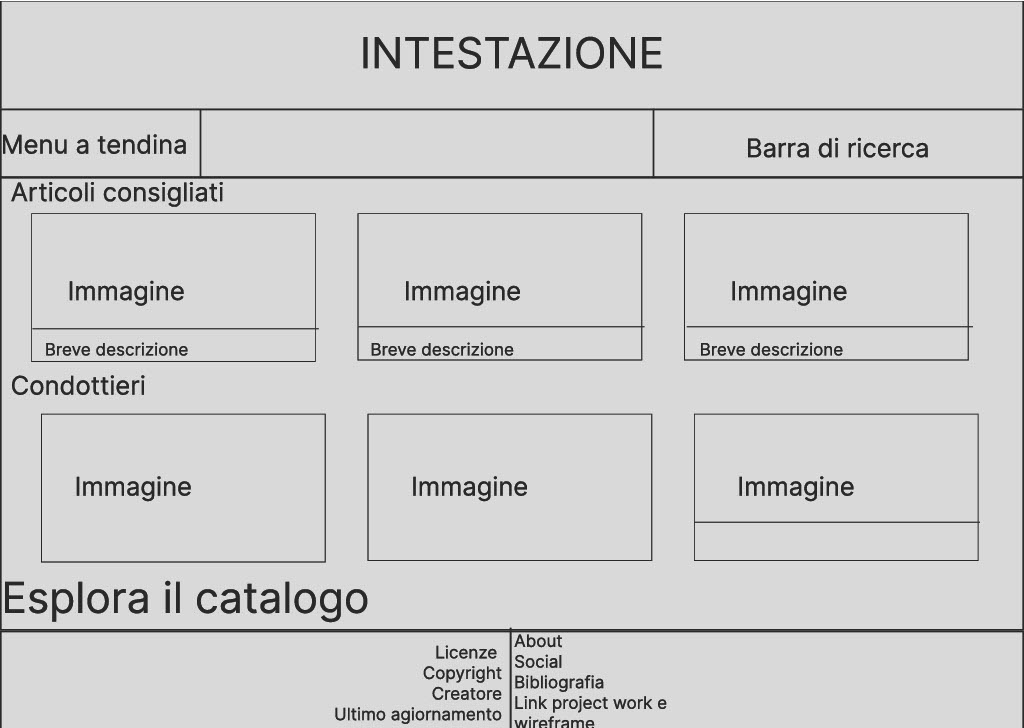 INTESTAZIONE
Menu a tendina
Barra di ricerca
Articoli consigliati
Immagine
Immagine
Immagine
Breve descrizione
Breve descrizione
Breve descrizione
Condottieri
Immagine
Immagine
Immagine
Esplora il catalogo
Licenze
Copyright
Creatore
Ultimo agiornamento
About
Social
Bibliografia
Link project work e
wireframe